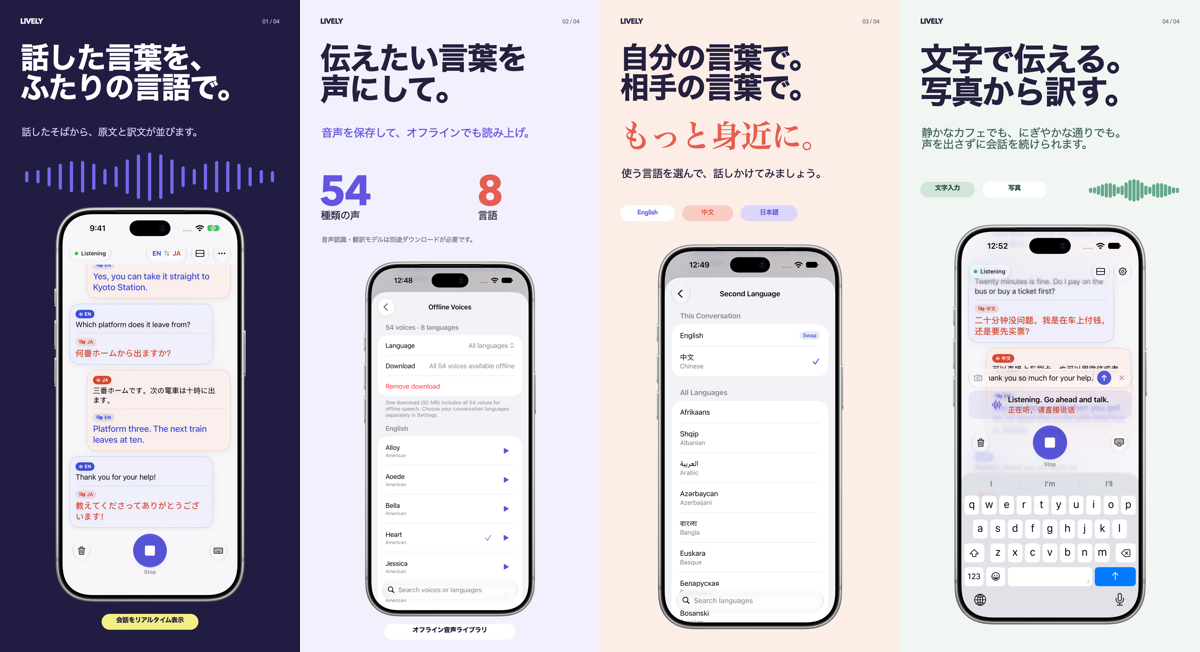 LIVELY
01 / 04
話した言葉を、
ふたりの言語で。
話したそばから、原文と訳文が並びます。
9:41
Listening
EN ⇆ JA
EN
Yes, you can take it straight to
Kyoto Station.
EN
Which platform does it leave from?
JA
何番ホームから出ますか?
JA
三番ホームです。次の電車は十時に出
ます。
EN
Platform three. The next train
leaves at ten.
EN
Thank you for your help!
JA
教えてくださってありがとうござ
います!
Stop
会話をリアルタイム表示
LIVELY
02 / 04
伝えたい言葉を
声にして。
音声を保存して、オフラインでも読み上げ。
54
種類の声
8
言語
音声認識・翻訳モデルは別途ダウンロードが必要です。
12:48
Offline Voices
54 voices · 8 languages
Language
All languages
Download
All 54 voices available offline
Remove download
One download (92 MB) includes all 54 voices for
offline speech. Choose your conversation languages
separately in Settings.
English
Alloy
American
Aoede
American
Bella
American
Heart
American
Jessica
American
Search voices or languages
American
オフライン音声ライブラリ
LIVELY
03 / 04
自分の言葉で。
相手の言葉で。
もっと身近に。
使う言語を選んで、話しかけてみましょう。
English
中文
日本語
12:49
Second Language
This Conversation
English
Swap
中文
Chinese
All Languages
Afrikaans
Shqip
Albanian
العربية
Arabic
Azərbaycan
Azerbaijani
বাংলা
Bangla
Euskara
Basque
Беларуская
Search languages
Bosanski
LIVELY
04 / 04
文字で伝える。
写真から訳す。
静かなカフェでも、にぎやかな通りでも。
声を出さずに会話を続けられます。
文字入力
写真
12:52
Listening
Twenty minutes is fine. Do I pay on the
bus or buy a ticket first?
中文
二十分钟没问题。我是在车上付钱,
还是要先买票?
中文
hank you so much for your help.
Listening. Go ahead and talk.
正在听，请直接说话
Stop
I
I'm
I'll
q w e r t y u i o p
a s d f g h j k l
z x c v b n m
123